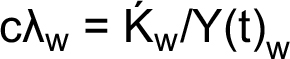 cλw = Ḱw/Y(t)w